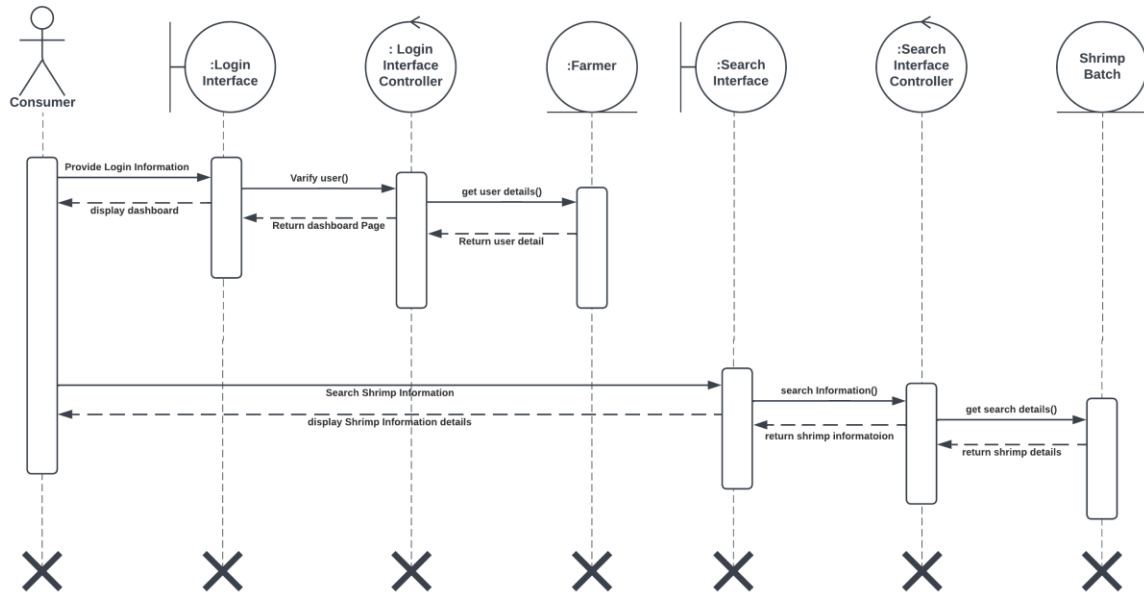 Consumer
:Login
Interface
: Login
Interface
Controller
:Farmer
:Search
Interface
:Search
Interface
Controller
Shrimp
Batch
Provide Login Information
Varify user()
get user details()
display dashboard
Return dashboard Page
Return user detail
Search Shrimp Information
search Information()
get search details()
display Shrimp Information details
return shrimp informatoion
return shrimp details